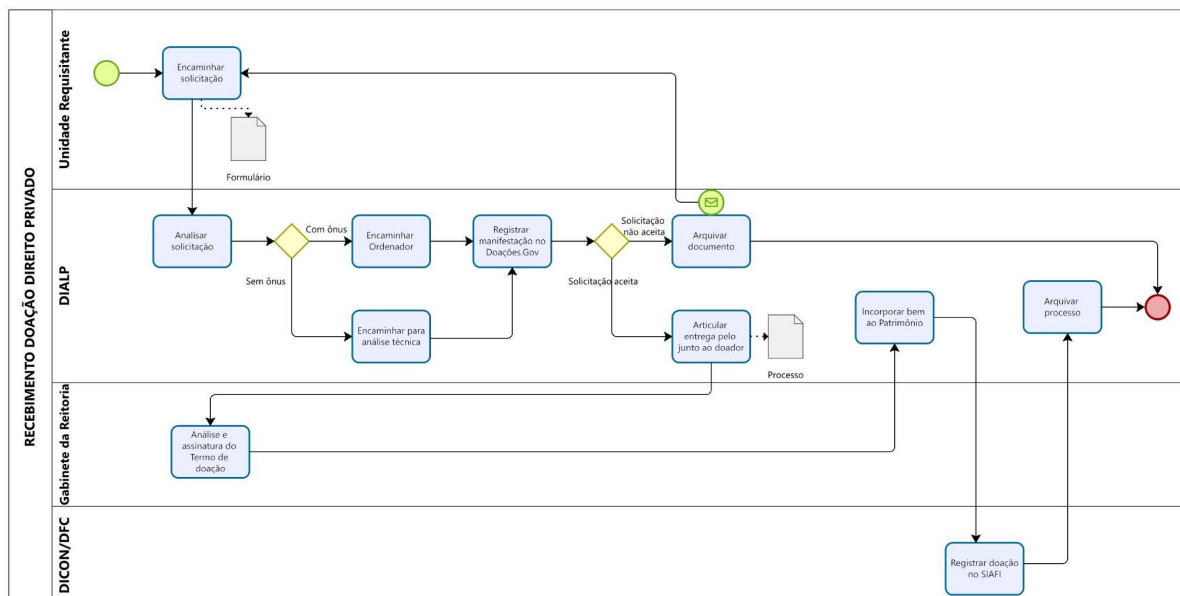 RECEBIMENTO DOAÇÃO DIREITO PRIVADO
Unidade Requisitante
Encaminhar
solicitação
Formulário
DIALP
Analisar
solicitação
Com ônus
Sem ônus
Encaminhar
Ordenador
Encaminhar para
análise técnica
Registrar
manifestação no
Doações.Gov
Solicitação
não aceita
Solicitação aceita
Arquivar
documento
Articular
entrega pelo
junto ao doador
Processo
Incorporar bem
ao Patrimônio
Arquivar
processo
Gabinete da Reitoria
Análise e
assinatura do
Termo de
doação
DICON/DFC
Registrar doação
no SIAFI